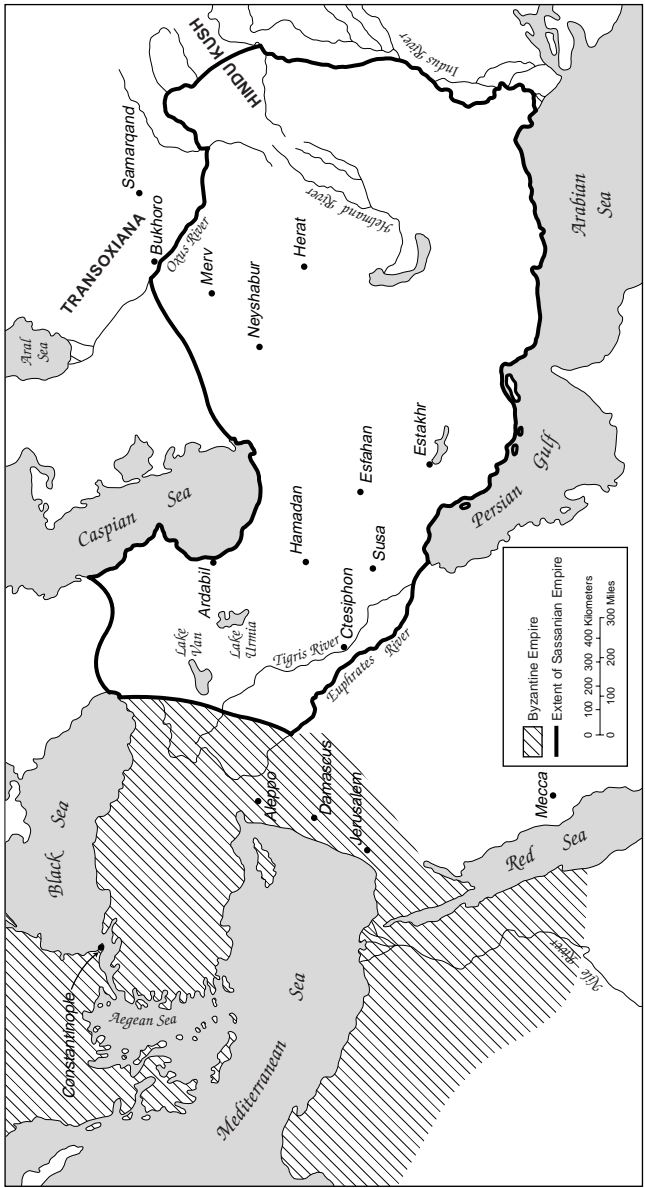 Black
Sea
Constantinople
Aegean Sea
Mediterranean
Sea
Nile
River
Red
Sea
Mecca
Jerusalem
Damascus
Aleppo
Caspian
Sea
Aral
Sea
TRANSOXIANA
Samarqand
Bukhoro
Oxus River
Merv
Neyshabur
Herat
HINDU KUSH
Indus River
Helmand River
Ardabil
Lake
Van
Lake
Urmia
Tigris River
Ctesiphon
Euphrates
River
Hamadan
Susa
Esfahan
Estakhr
Persian
Gulf
Arabian
Sea
Byzantine Empire
Extent of Sassanian Empire
0 100 200 300 400 Kilometers
0 100 200 300 Miles